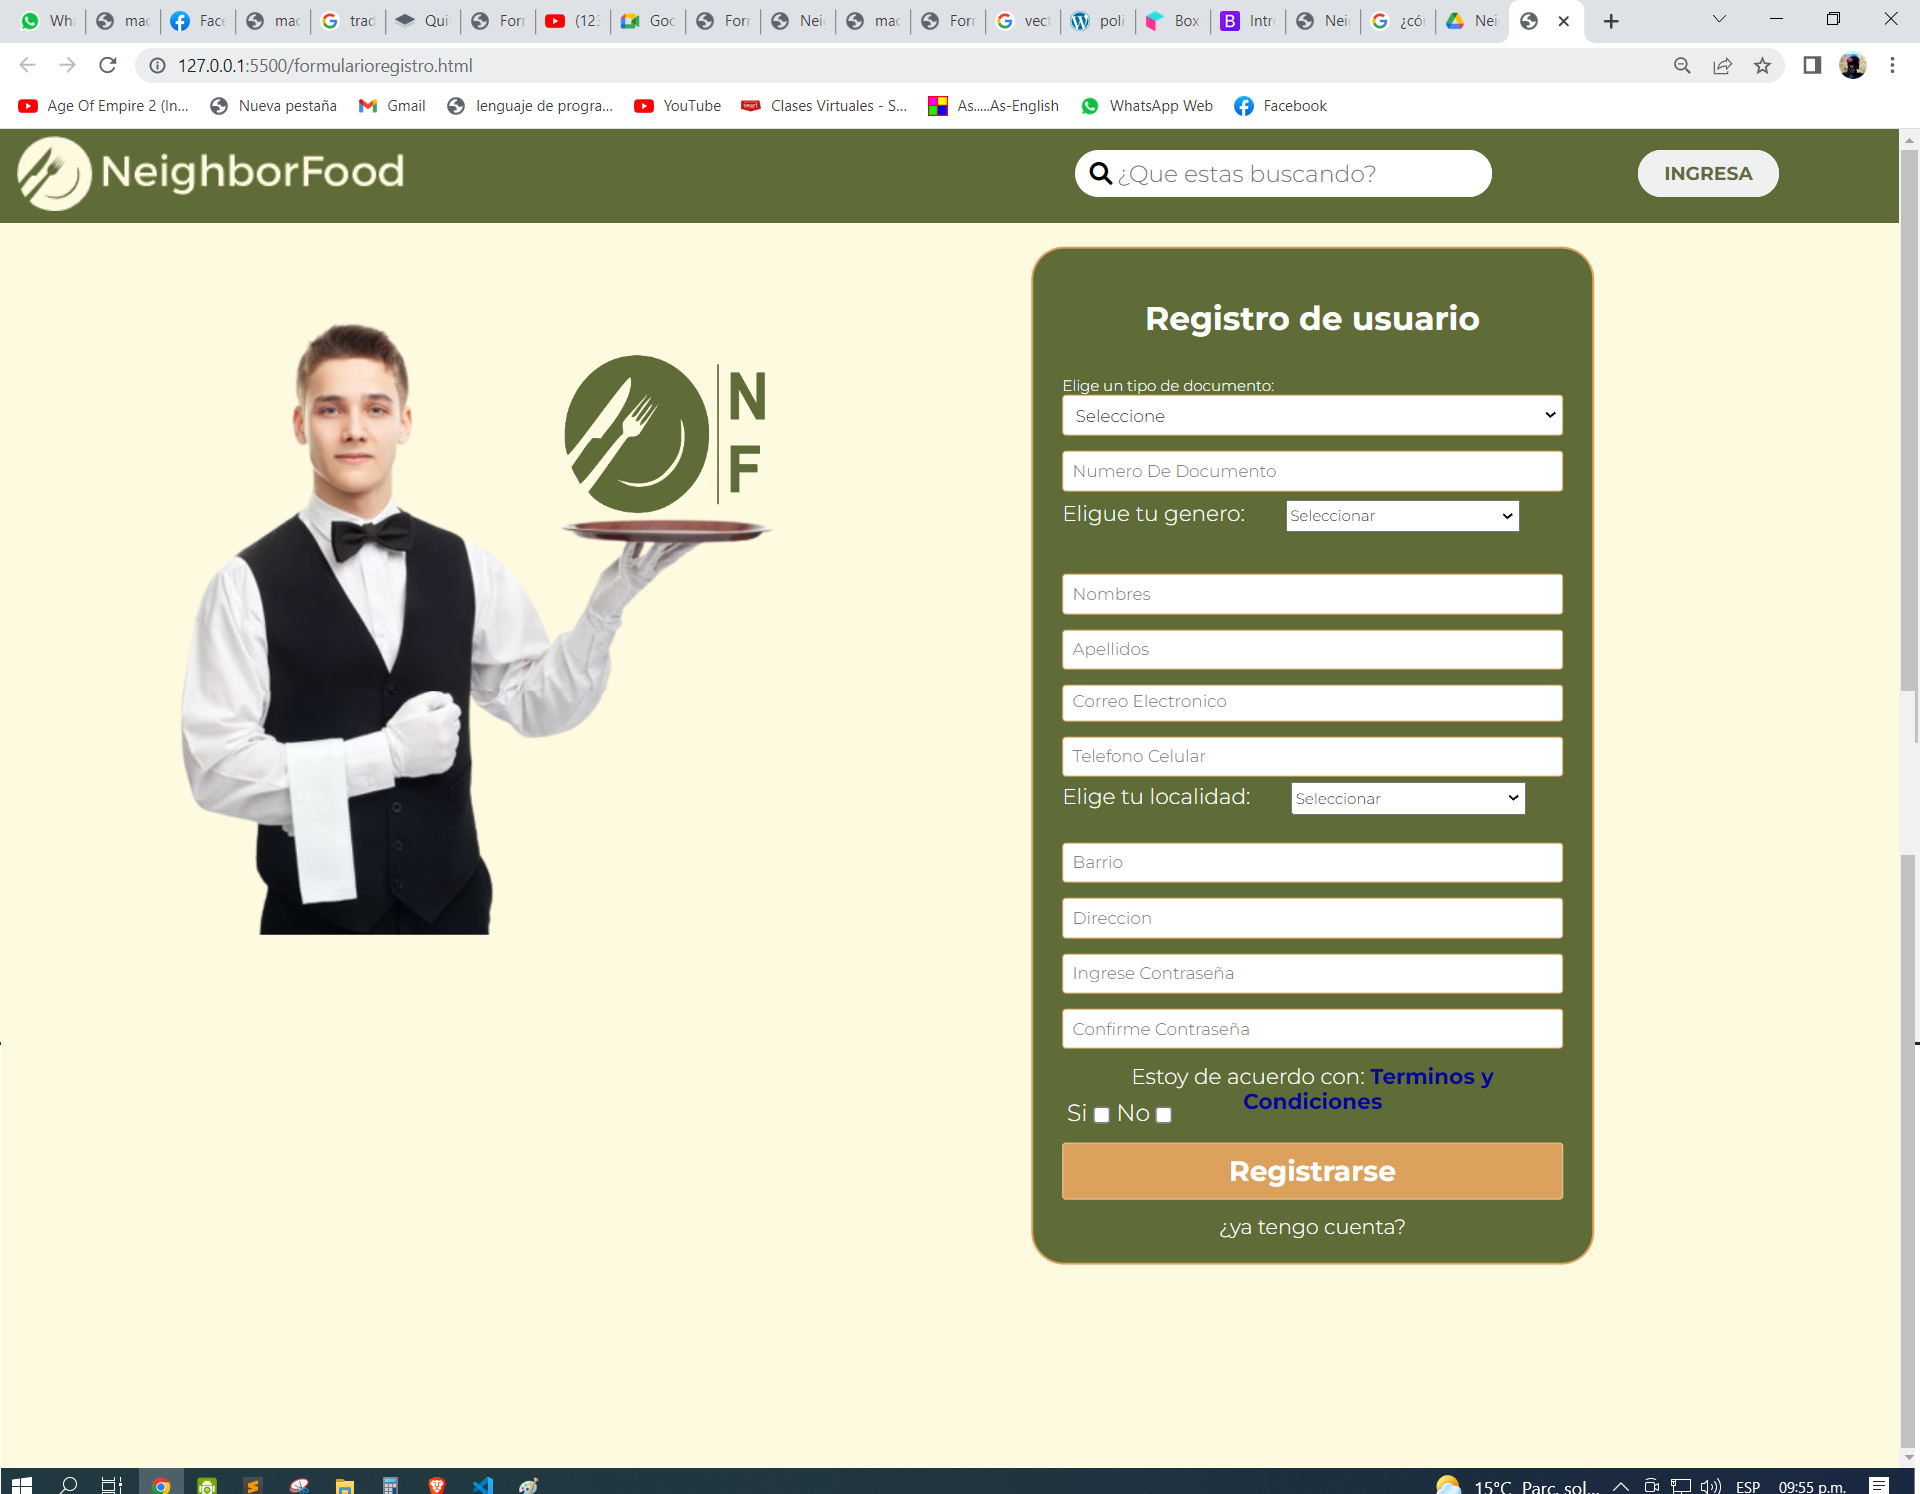 Wh mac Face mac trad Qui For (12: Goo For Nei mac For vect poli Box Intr Nei ¿có Nei
127.0.0.1:5500/formularioregistro.html
Age Of Empire 2 (In... Nueva pestaña Gmail lenguaje de progra... YouTube Clases Virtuales - S... As.....As-English WhatsApp Web Facebook
NeighborFood ¿Que estas buscando? INGRESA
Registro de usuario
N
F
Elige un tipo de documento:
Seleccione
Numero De Documento
Eligue tu genero: Seleccionar
Nombres
Apellidos
Correo Electronico
Telefono Celular
Elige tu localidad: Seleccionar
Barrio
Direccion
Ingrese Contraseña
Confirme Contraseña
Estoy de acuerdo con: Terminos y
Condiciones
Si No
Registrarse
¿ya tengo cuenta?
15°C Parc. sol... ESP 09:55 p.m.